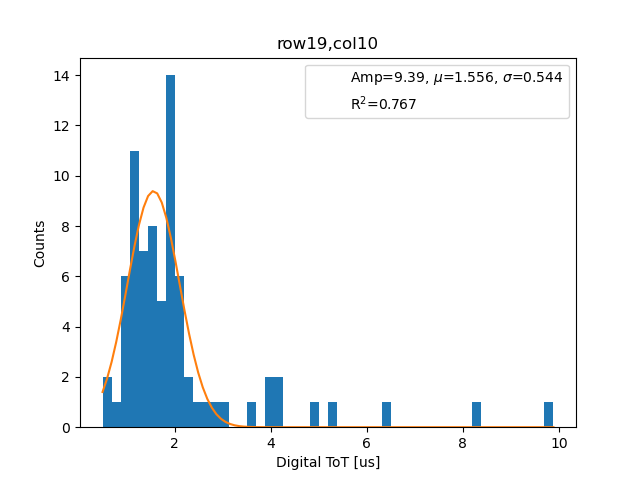 row19,col10
Amp=9.39, μ=1.556, σ=0.544
R²=0.767
14
12
10
8
6
4
2
0
Counts
2
4
6
8
10
Digital ToT [us]